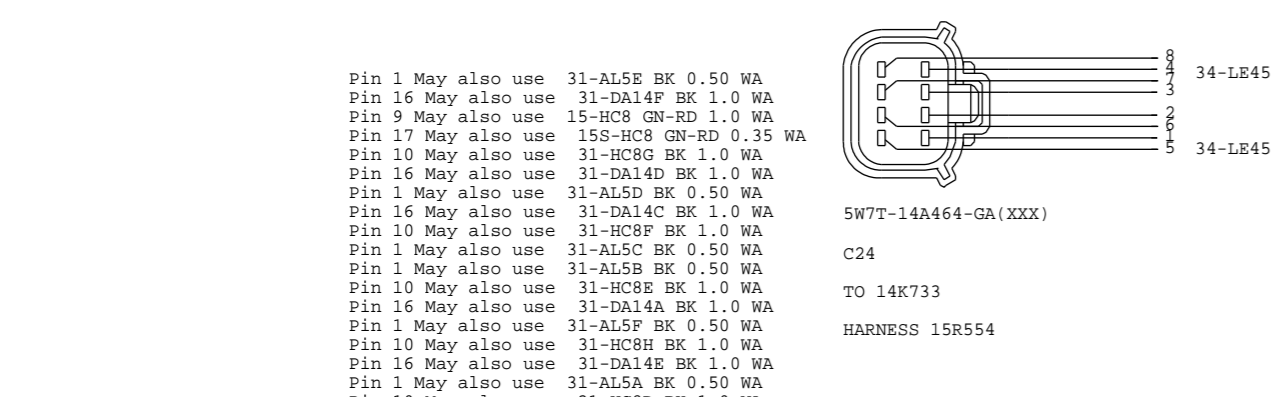 Pin 1 May also use 31-AL5E BK 0.50 WA
Pin 16 May also use 31-DA14F BK 1.0 WA
Pin 9 May also use 15-HC8 GN-RD 1.0 WA
Pin 17 May also use 15S-HC8 GN-RD 0.35 WA
Pin 10 May also use 31-HC8G BK 1.0 WA
Pin 16 May also use 31-DA14D BK 1.0 WA
Pin 1 May also use 31-AL5D BK 0.50 WA
Pin 16 May also use 31-DA14C BK 1.0 WA
Pin 10 May also use 31-HC8F BK 1.0 WA
Pin 1 May also use 31-AL5C BK 0.50 WA
Pin 1 May also use 31-AL5B BK 0.50 WA
Pin 10 May also use 31-HC8E BK 1.0 WA
Pin 16 May also use 31-DA14A BK 1.0 WA
Pin 1 May also use 31-AL5F BK 0.50 WA
Pin 10 May also use 31-HC8H BK 1.0 WA
Pin 16 May also use 31-DA14E BK 1.0 WA
Pin 1 May also use 31-AL5A BK 0.50 WA
8
4
7
3
2
6
1
5
34-LE45
34-LE45
5W7T-14A464-GA(XXX)
C24
TO 14K733
HARNESS 15R554